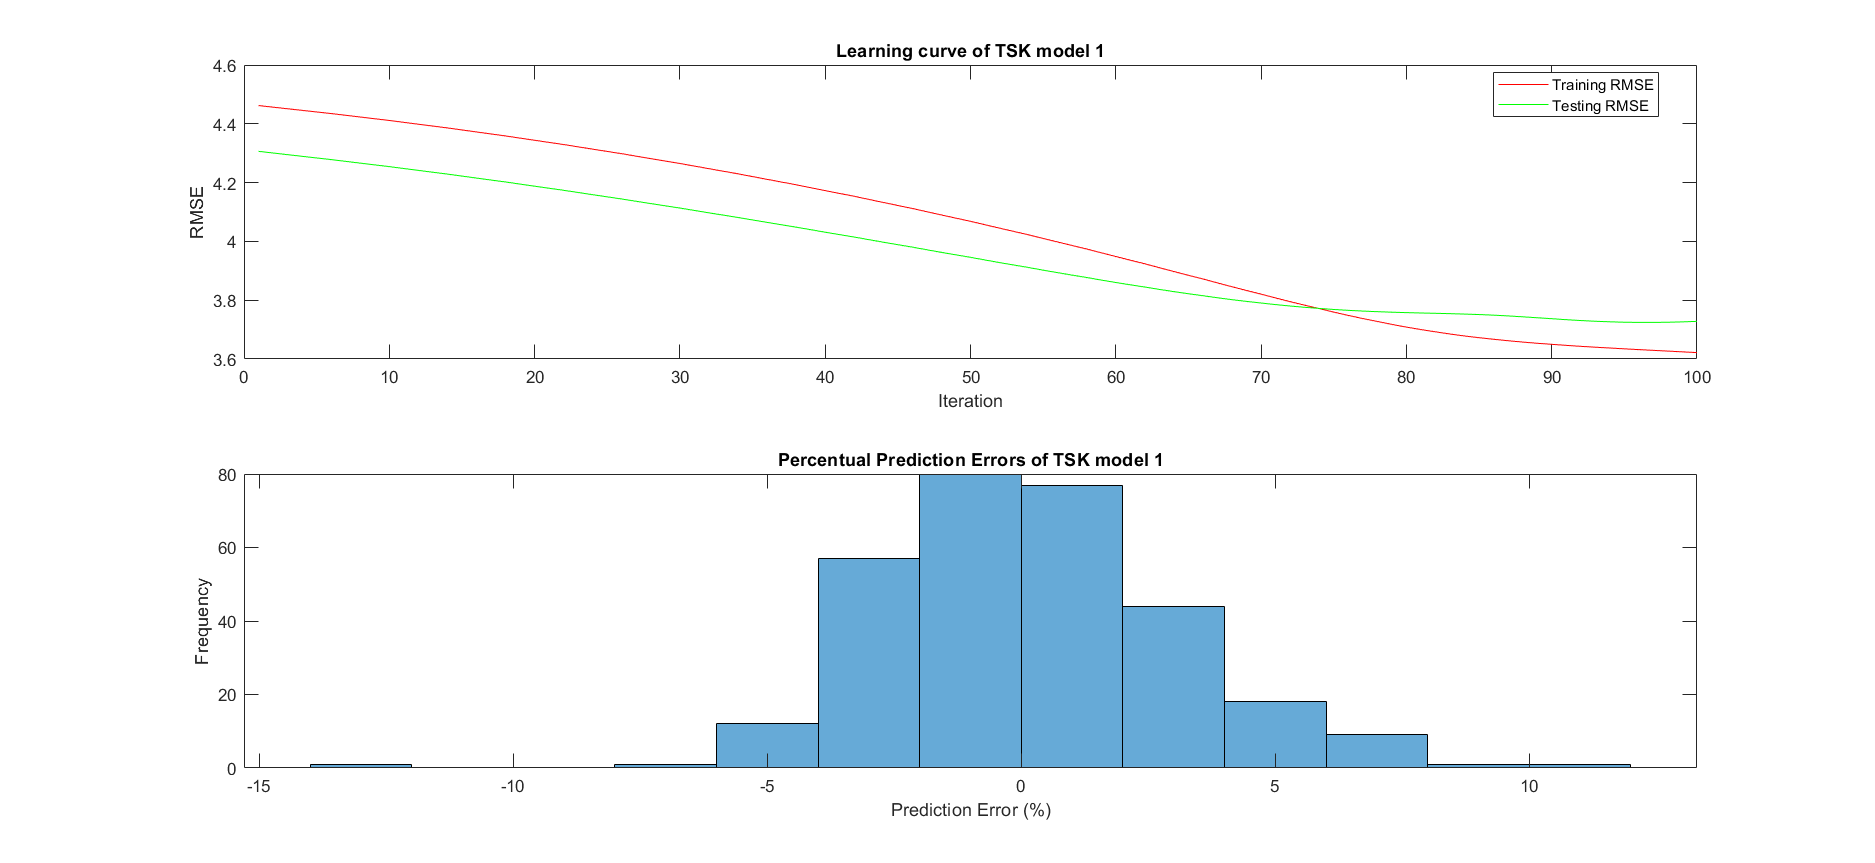 Learning curve of TSK model 1
4.6
4.4
4.2
4
3.8
3.6
RMSE
Training RMSE
Testing RMSE
0 10 20 30 40 50 60 70 80 90 100
Iteration
Percentual Prediction Errors of TSK model 1
80
60
40
20
0
Frequency
-15 -10 -5 0 5 10
Prediction Error (%)